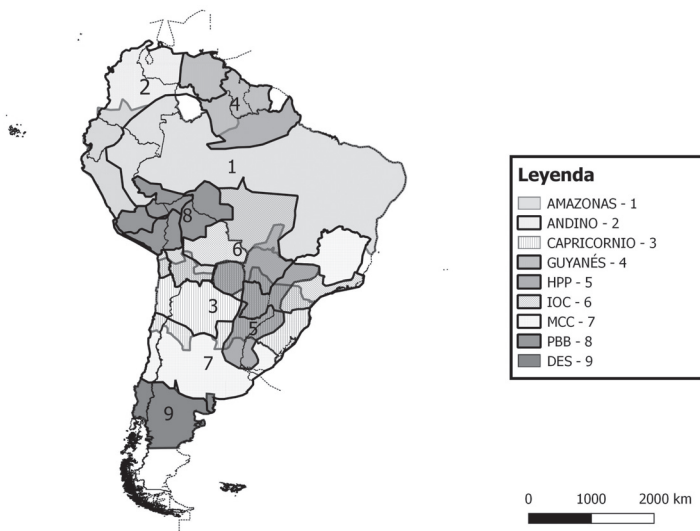 2
4
1
8
6
3
5
7
9
Leyenda
AMAZONAS - 1
ANDINO - 2
CAPRICORNIO - 3
GUYANÉS - 4
HPP - 5
IOC - 6
MCC - 7
PBB - 8
DES - 9
0 1000 2000 km